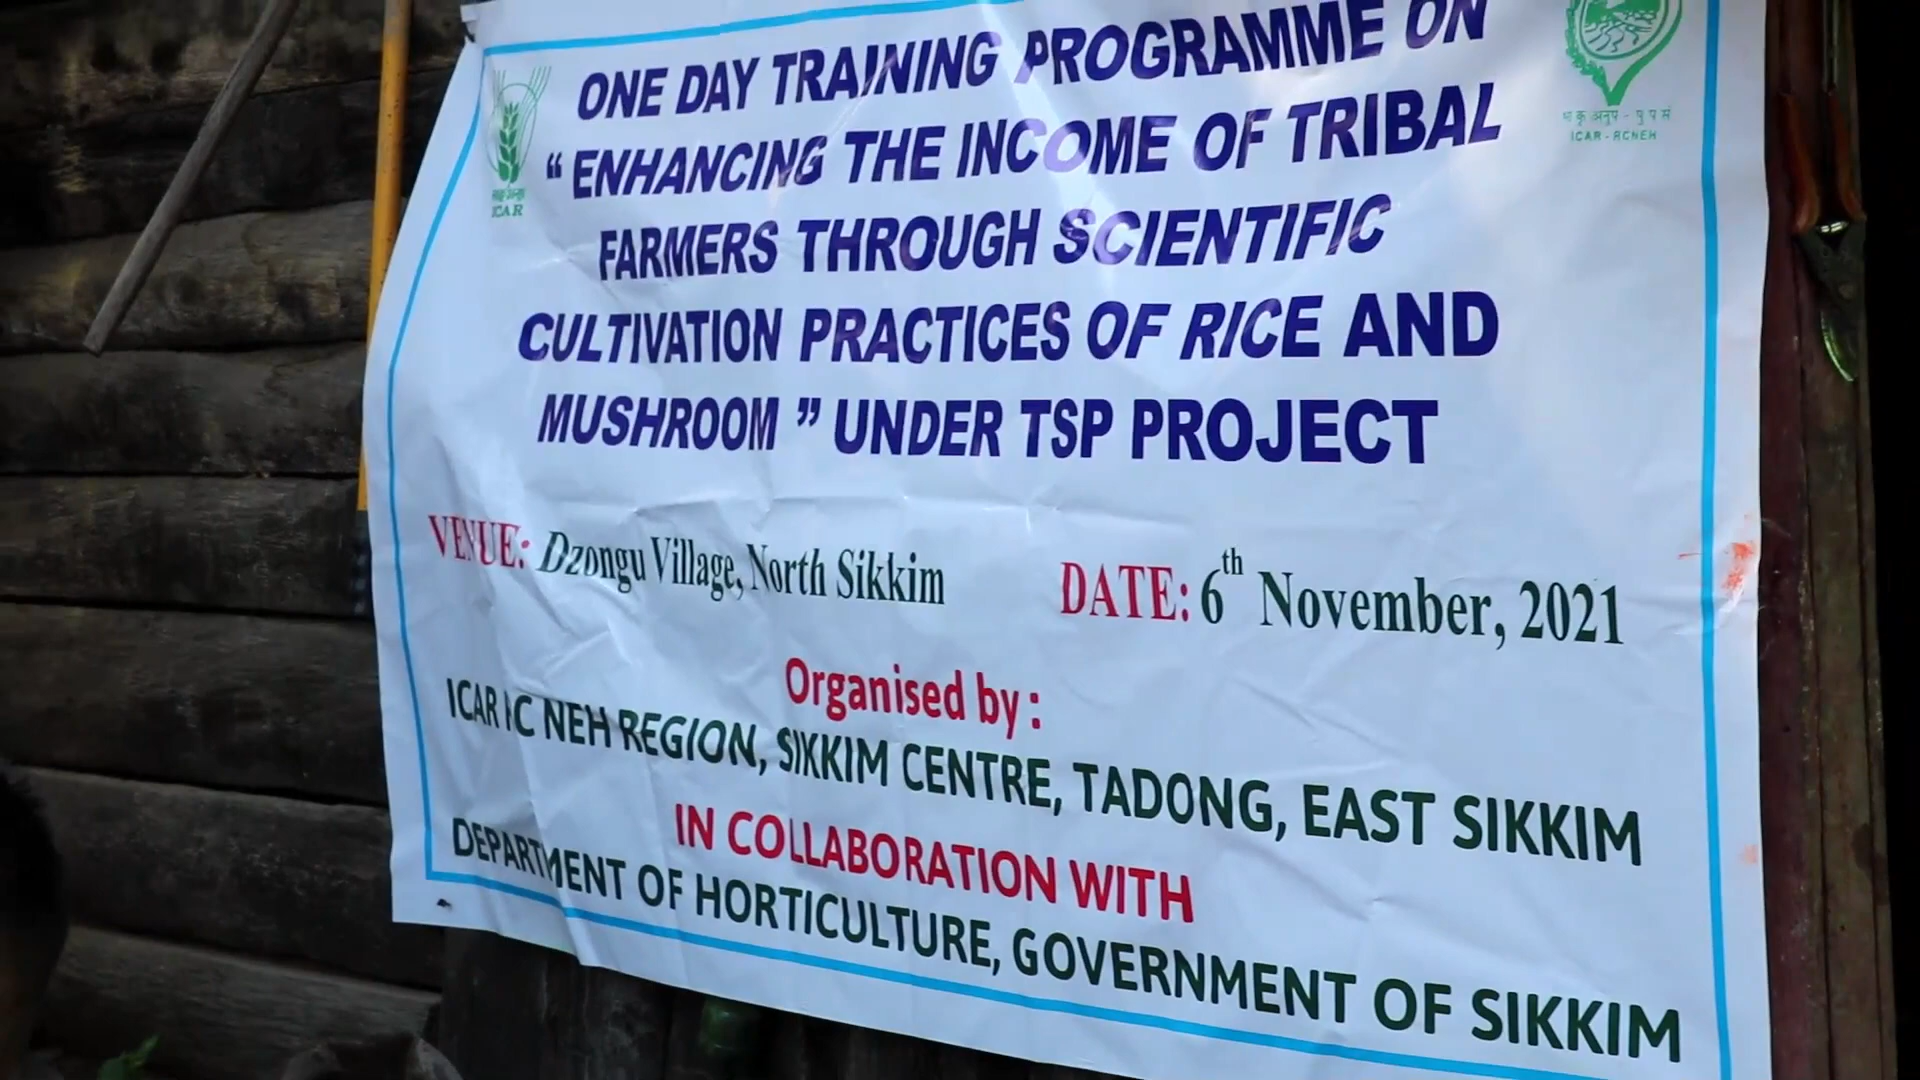 ONE DAY TRAINING PROGRAMME ON
“ ENHANCING THE INCOME OF TRIBAL
FARMERS THROUGH SCIENTIFIC
CULTIVATION PRACTICES OF RICE AND
MUSHROOM ” UNDER TSP PROJECT
ICAR
ICAR - RCNEH
VENUE: Dzongu Village, North Sikkim
DATE: 6th November, 2021
Organised by :
ICAR RC NEH REGION, SIKKIM CENTRE, TADONG, EAST SIKKIM
IN COLLABORATION WITH
DEPARTMENT OF HORTICULTURE, GOVERNMENT OF SIKKIM